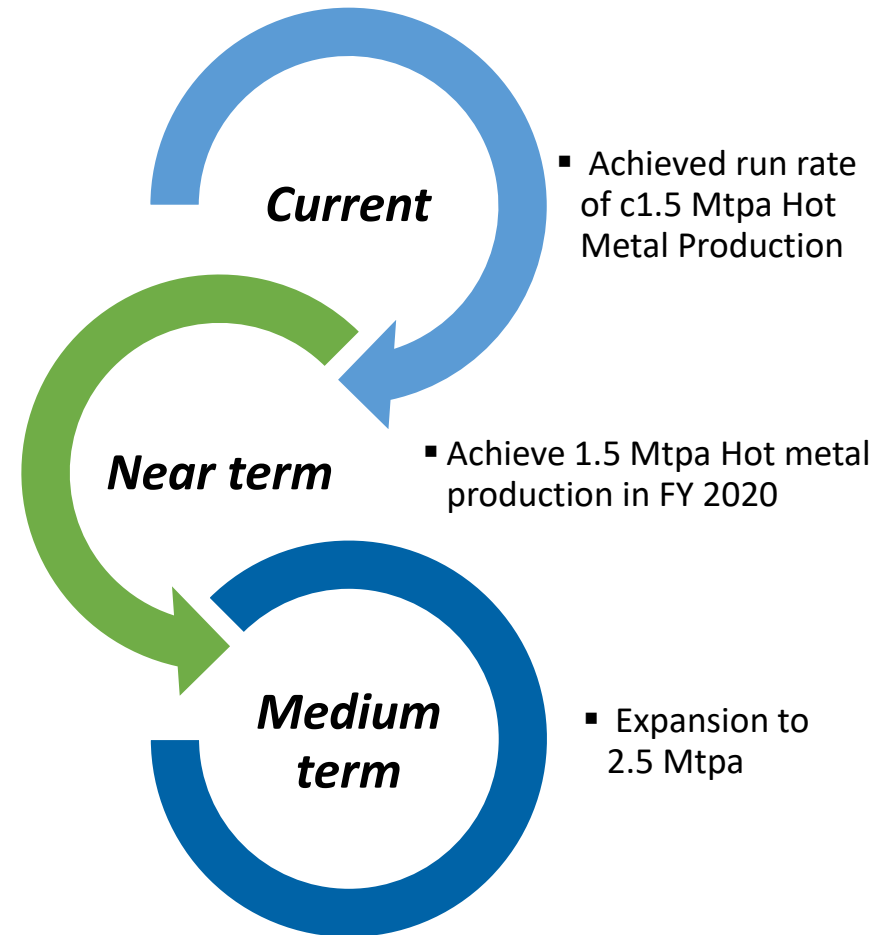 Current
▪ Achieved run rate
of c1.5 Mtpa Hot
Metal Production
Near term
▪ Achieve 1.5 Mtpa Hot metal
production in FY 2020
Medium
term
▪ Expansion to
2.5 Mtpa